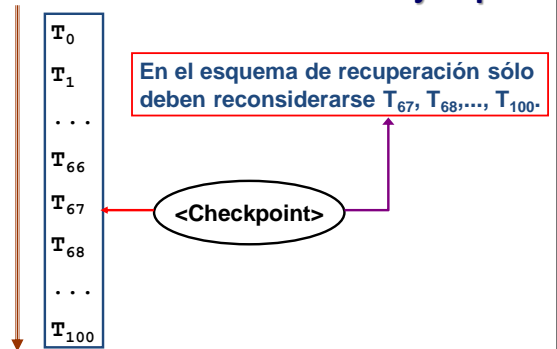 T0
T1
...
T66
T67
T68
...
T100
En el esquema de recuperación sólo
deben reconsiderarse T67, T68,..., T100.
<Checkpoint>